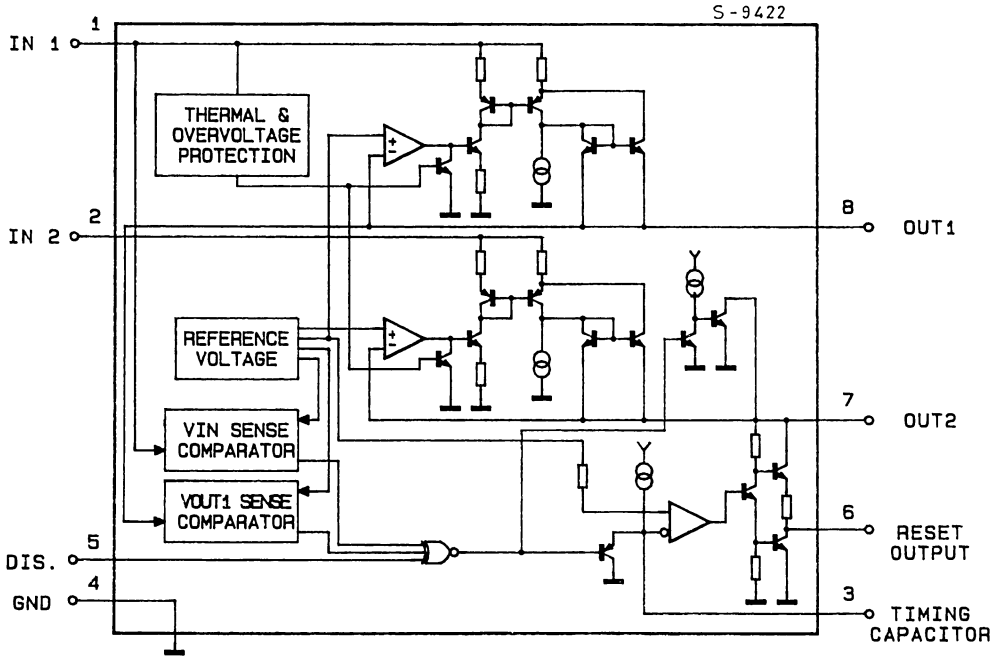 S-9422
1
IN 1
THERMAL &
OVERVOLTAGE
PROTECTION
+
-
2
IN 2
8
OUT1
REFERENCE
VOLTAGE
+
-
7
OUT2
VIN SENSE
COMPARATOR
VOUT1 SENSE
COMPARATOR
6
RESET
OUTPUT
5
DIS.
4
GND
3
TIMING
CAPACITOR